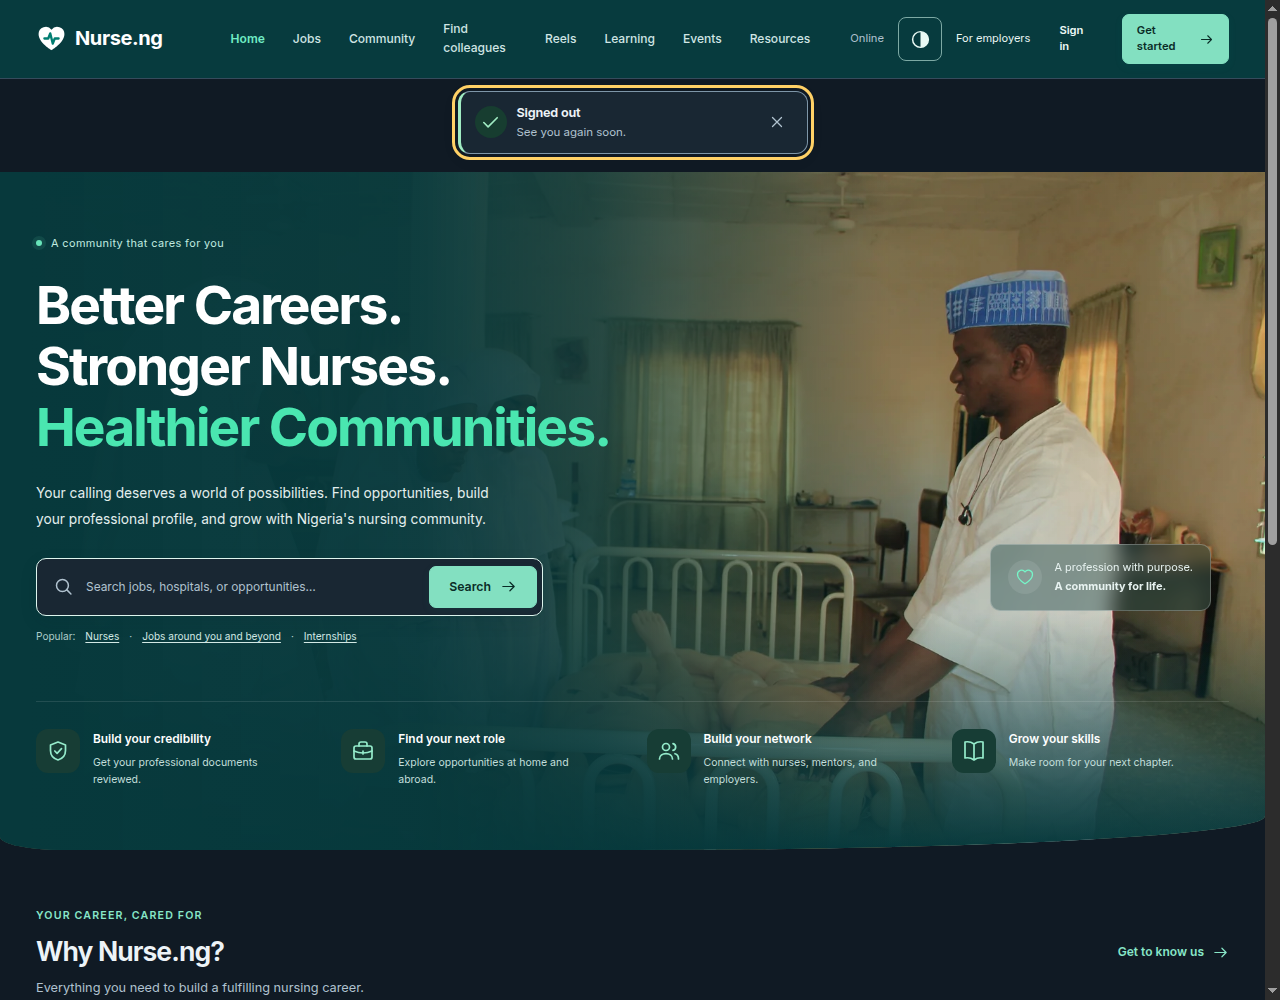 Nurse.ng
Home
Jobs
Community
Find
colleagues
Reels
Learning
Events
Resources
Online
For employers
Sign
in
Get
started
Signed out
See you again soon.
A community that cares for you
Better Careers.
Stronger Nurses.
Healthier Communities.
Your calling deserves a world of possibilities. Find opportunities, build
your professional profile, and grow with Nigeria's nursing community.
Search jobs, hospitals, or opportunities...
Search
A profession with purpose.
A community for life.
Popular: Nurses · Jobs around you and beyond · Internships
Build your credibility
Get your professional documents
reviewed.
Find your next role
Explore opportunities at home and
abroad.
Build your network
Connect with nurses, mentors, and
employers.
Grow your skills
Make room for your next chapter.
YOUR CAREER, CARED FOR
Why Nurse.ng?
Get to know us
Everything you need to build a fulfilling nursing career.